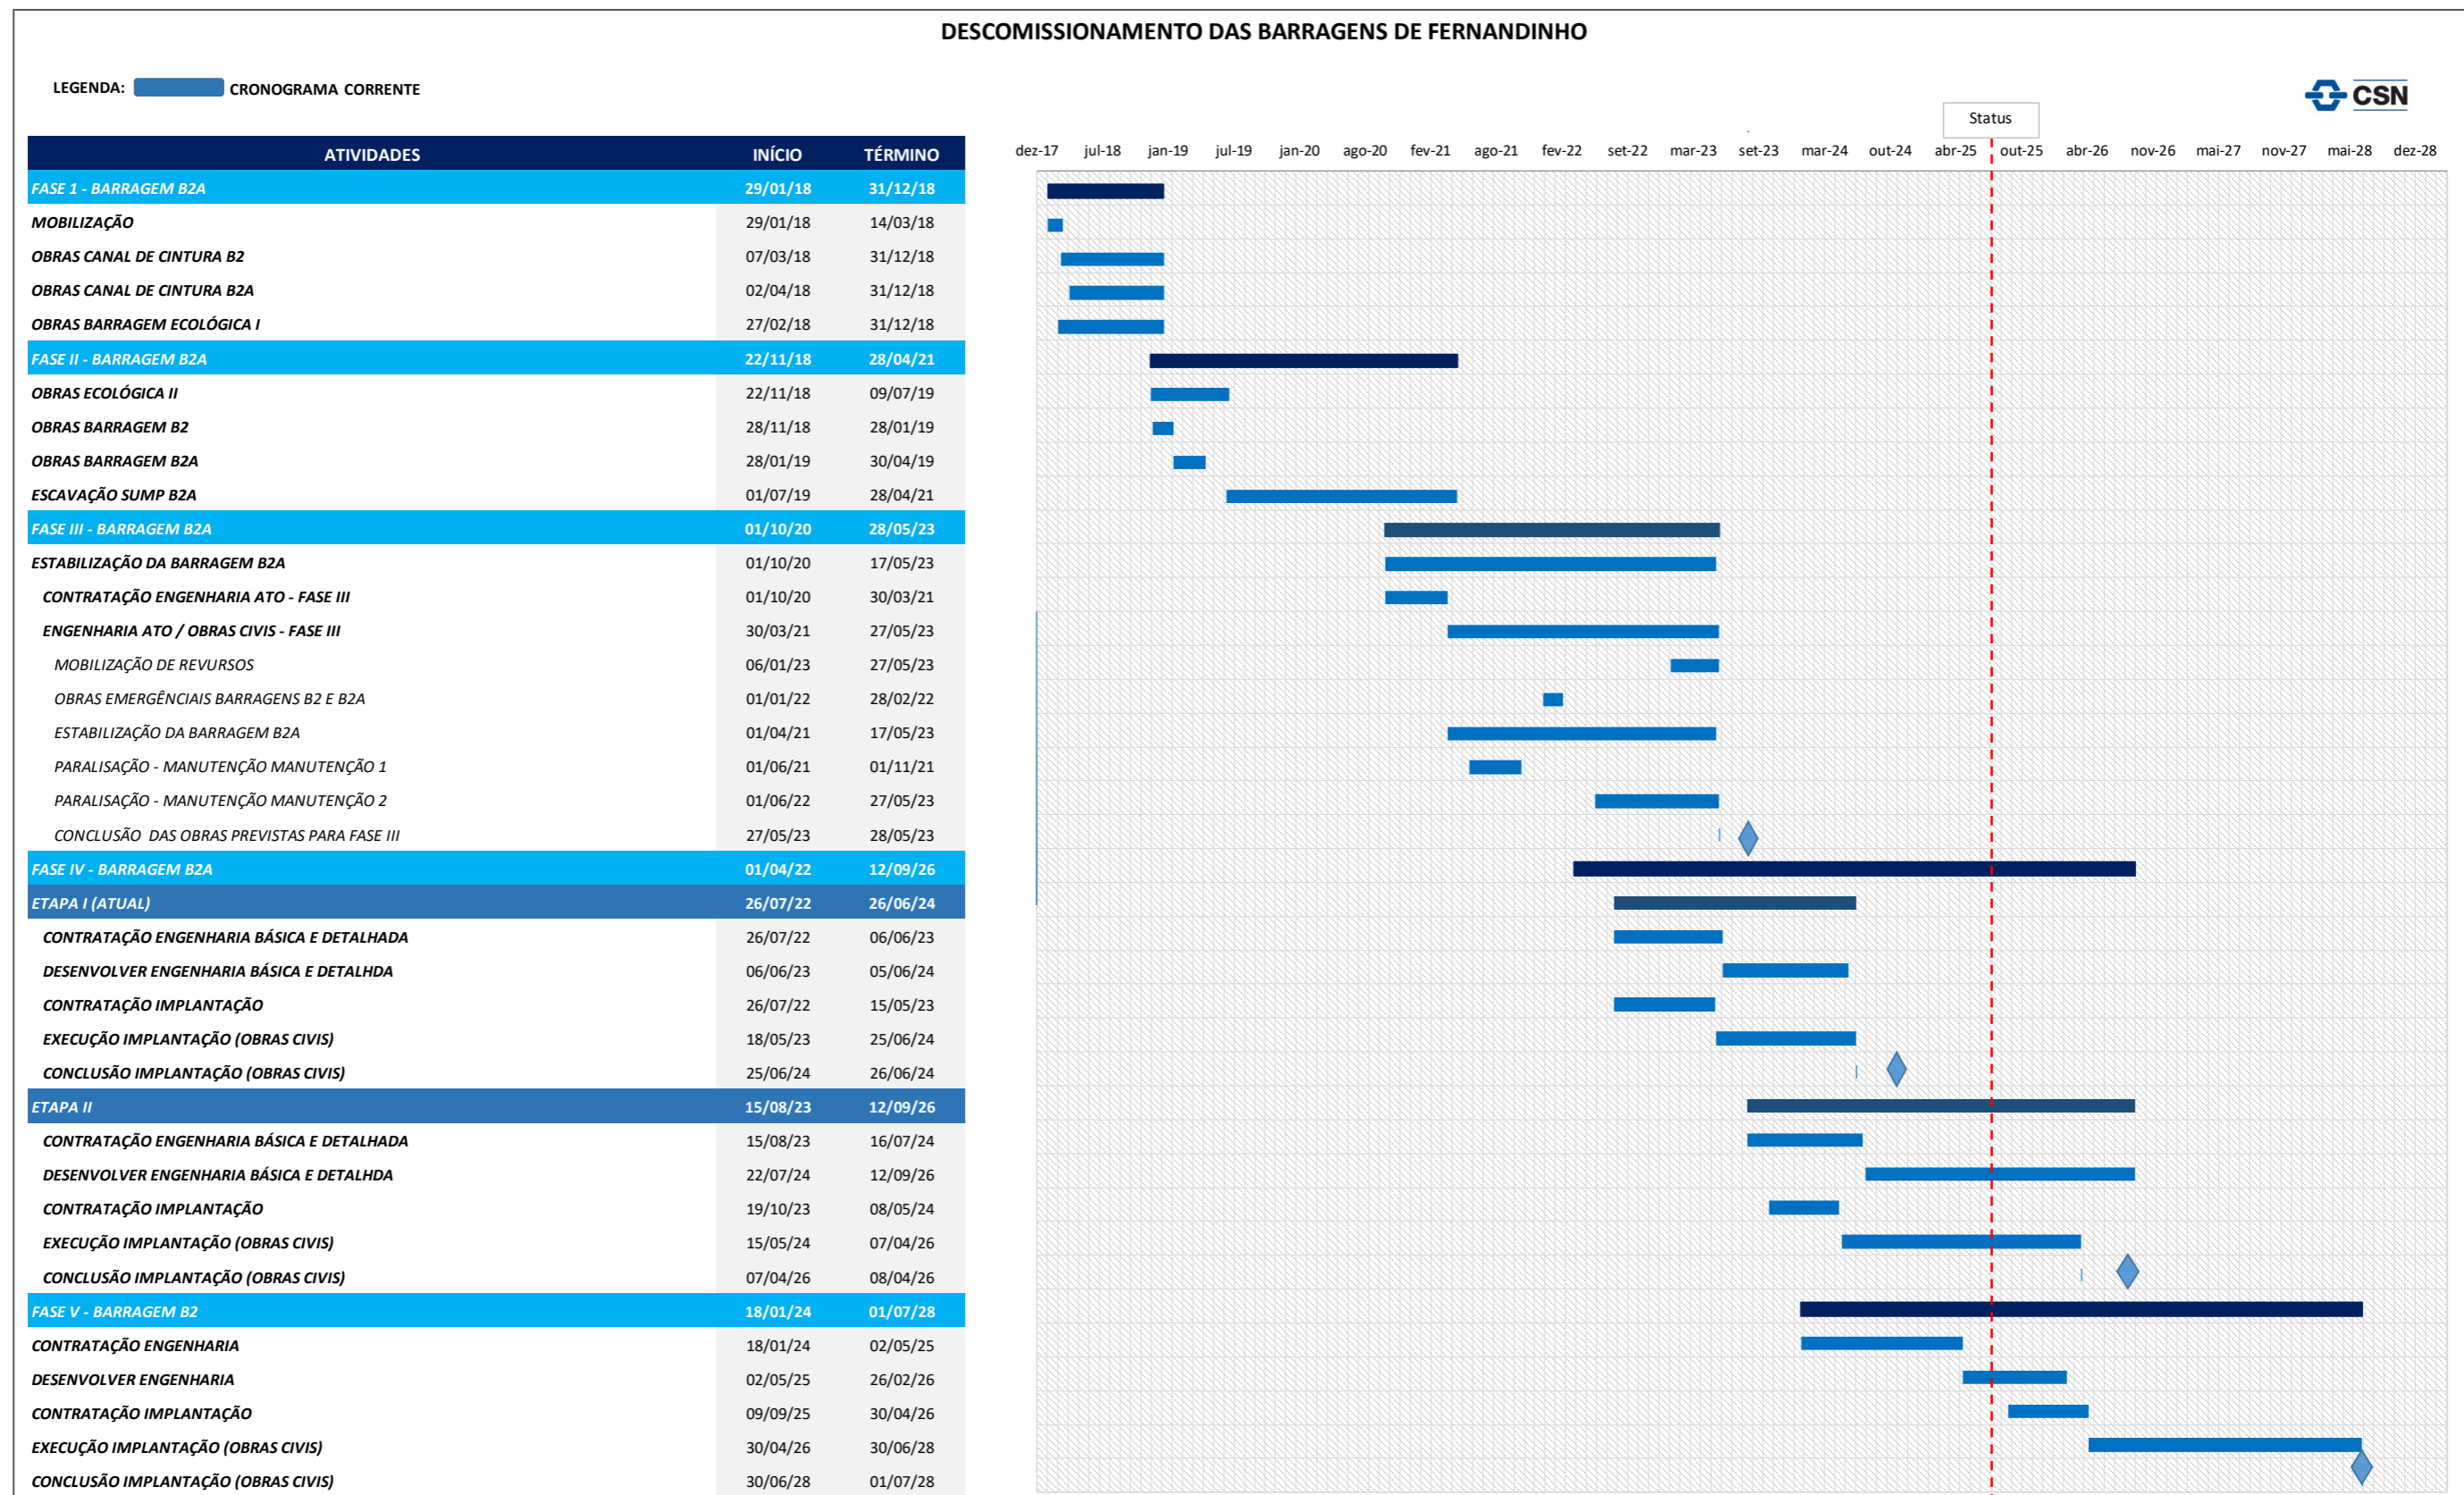 DESCOMISSIONAMENTO DAS BARRAGENS DE FERNANDINHO
LEGENDA: CRONOGRAMA CORRENTE
CSN
Status
ATIVIDADES INÍCIO TÉRMINO dez-17 jul-18 jan-19 jul-19 jan-20 ago-20 fev-21 ago-21 fev-22 set-22 mar-23 set-23 mar-24 out-24 abr-25 out-25 abr-26 nov-26 mai-27 nov-27 mai-28 dez-28
FASE 1 - BARRAGEM B2A 29/01/18 31/12/18
MOBILIZAÇÃO 29/01/18 14/03/18
OBRAS CANAL DE CINTURA B2 07/03/18 31/12/18
OBRAS CANAL DE CINTURA B2A 02/04/18 31/12/18
OBRAS BARRAGEM ECOLÓGICA I 27/02/18 31/12/18
FASE II - BARRAGEM B2A 22/11/18 28/04/21
OBRAS ECOLÓGICA II 22/11/18 09/07/19
OBRAS BARRAGEM B2 28/11/18 28/01/19
OBRAS BARRAGEM B2A 28/01/19 30/04/19
ESCAVAÇÃO SUMP B2A 01/07/19 28/04/21
FASE III - BARRAGEM B2A 01/10/20 28/05/23
ESTABILIZAÇÃO DA BARRAGEM B2A 01/10/20 17/05/23
CONTRATAÇÃO ENGENHARIA ATO - FASE III 01/10/20 30/03/21
ENGENHARIA ATO / OBRAS CIVIS - FASE III 30/03/21 27/05/23
MOBILIZAÇÃO DE REVURSOS 06/01/23 27/05/23
OBRAS EMERGÊNCIAIS BARRAGENS B2 E B2A 01/01/22 28/02/22
ESTABILIZAÇÃO DA BARRAGEM B2A 01/04/21 17/05/23
PARALISAÇÃO - MANUTENÇÃO MANUTENÇÃO 1 01/06/21 01/11/21
PARALISAÇÃO - MANUTENÇÃO MANUTENÇÃO 2 01/06/22 27/05/23
CONCLUSÃO DAS OBRAS PREVISTAS PARA FASE III 27/05/23 28/05/23
FASE IV - BARRAGEM B2A 01/04/22 12/09/26
ETAPA I (ATUAL) 26/07/22 26/06/24
CONTRATAÇÃO ENGENHARIA BÁSICA E DETALHADA 26/07/22 06/06/23
DESENVOLVER ENGENHARIA BÁSICA E DETALHDA 06/06/23 05/06/24
CONTRATAÇÃO IMPLANTAÇÃO 26/07/22 15/05/23
EXECUÇÃO IMPLANTAÇÃO (OBRAS CIVIS) 18/05/23 25/06/24
CONCLUSÃO IMPLANTAÇÃO (OBRAS CIVIS) 25/06/24 26/06/24
ETAPA II 15/08/23 12/09/26
CONTRATAÇÃO ENGENHARIA BÁSICA E DETALHADA 15/08/23 16/07/24
DESENVOLVER ENGENHARIA BÁSICA E DETALHDA 22/07/24 12/09/26
CONTRATAÇÃO IMPLANTAÇÃO 19/10/23 08/05/24
EXECUÇÃO IMPLANTAÇÃO (OBRAS CIVIS) 15/05/24 07/04/26
CONCLUSÃO IMPLANTAÇÃO (OBRAS CIVIS) 07/04/26 08/04/26
FASE V - BARRAGEM B2 18/01/24 01/07/28
CONTRATAÇÃO ENGENHARIA 18/01/24 02/05/25
DESENVOLVER ENGENHARIA 02/05/25 26/02/26
CONTRATAÇÃO IMPLANTAÇÃO 09/09/25 30/04/26
EXECUÇÃO IMPLANTAÇÃO (OBRAS CIVIS) 30/04/26 30/06/28
CONCLUSÃO IMPLANTAÇÃO (OBRAS CIVIS) 30/06/28 01/07/28